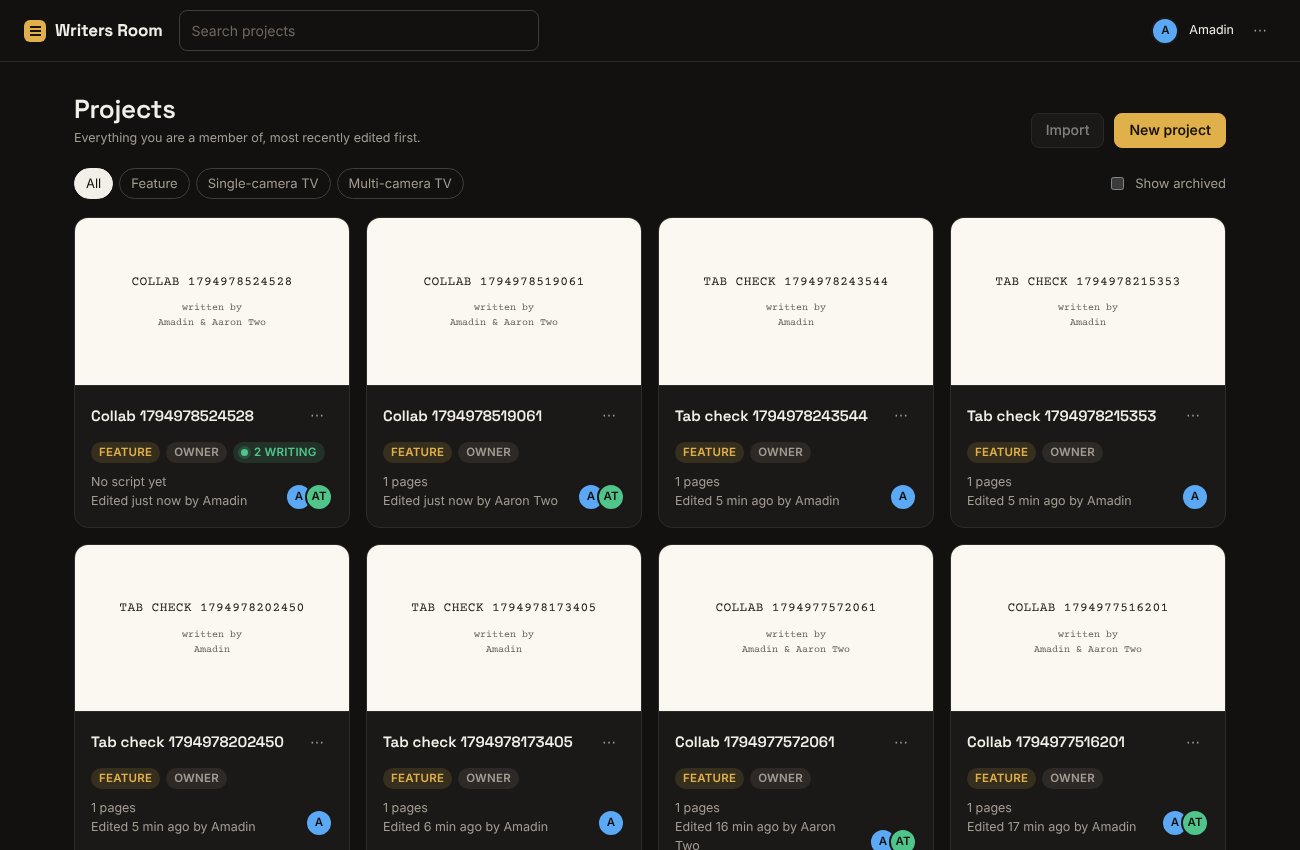 Writers Room
Search projects
A
Amadin
...
Projects
Everything you are a member of, most recently edited first.
Import
New project
All
Feature
Single-camera TV
Multi-camera TV
Show archived
COLLAB 1794978524528
written by
Amadin & Aaron Two
Collab 1794978524528
...
FEATURE
OWNER
2 WRITING
No script yet
Edited just now by Amadin
A
AT
COLLAB 1794978519061
written by
Amadin & Aaron Two
Collab 1794978519061
...
FEATURE
OWNER
1 pages
Edited just now by Aaron Two
A
AT
TAB CHECK 1794978243544
written by
Amadin
Tab check 1794978243544
...
FEATURE
OWNER
1 pages
Edited 5 min ago by Amadin
A
TAB CHECK 1794978215353
written by
Amadin
Tab check 1794978215353
...
FEATURE
OWNER
1 pages
Edited 5 min ago by Amadin
A
TAB CHECK 1794978202450
written by
Amadin
Tab check 1794978202450
...
FEATURE
OWNER
1 pages
Edited 5 min ago by Amadin
A
TAB CHECK 1794978173405
written by
Amadin
Tab check 1794978173405
...
FEATURE
OWNER
1 pages
Edited 6 min ago by Amadin
A
COLLAB 1794977572061
written by
Amadin & Aaron Two
Collab 1794977572061
...
FEATURE
OWNER
1 pages
Edited 16 min ago by Aaron
Two
A
AT
COLLAB 1794977516201
written by
Amadin & Aaron Two
Collab 1794977516201
...
FEATURE
OWNER
1 pages
Edited 17 min ago by Amadin
A
AT